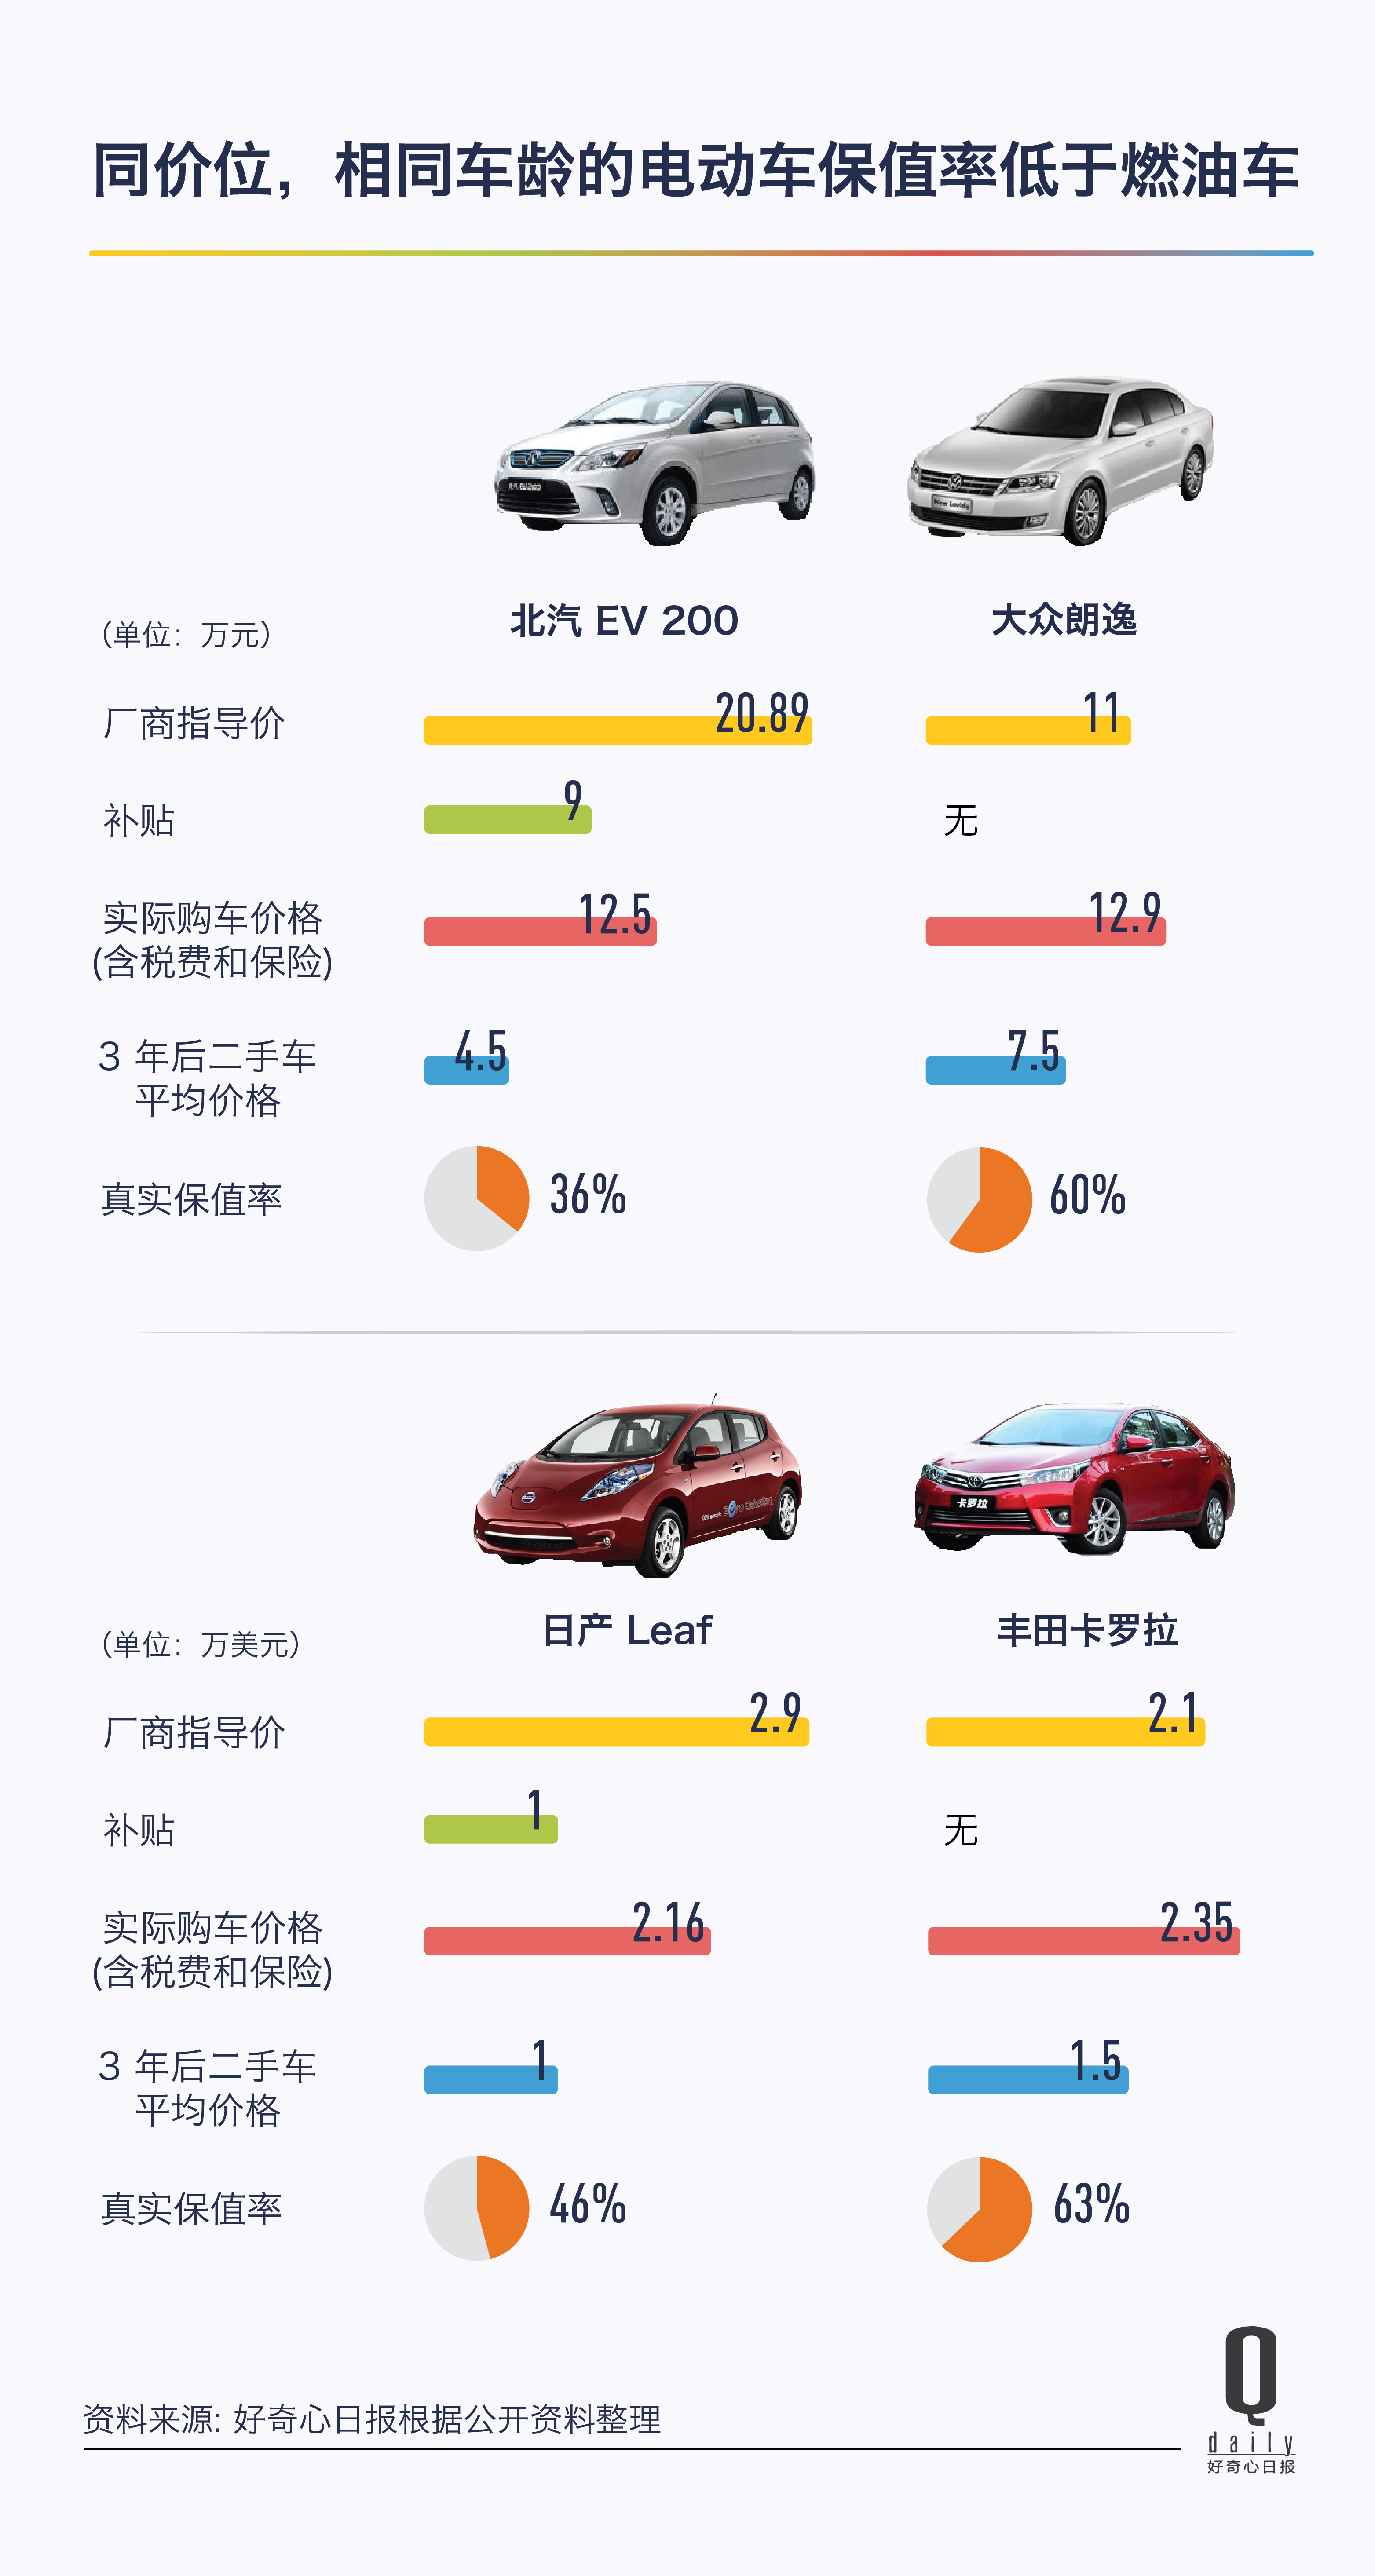 同价位，相同车龄的电动车保值率低于燃油车
北汽 EV200
New Lavida
（单位：万元）
北汽 EV 200
大众朗逸
厂商指导价
20.89
11
补贴
9
无
实际购车价格
(含税费和保险)
12.5
12.9
3 年后二手车
平均价格
4.5
7.5
真实保值率
36%
60%
卡罗拉
（单位：万美元）
日产 Leaf
丰田卡罗拉
厂商指导价
2.9
2.1
补贴
1
无
实际购车价格
(含税费和保险)
2.16
2.35
3 年后二手车
平均价格
1
1.5
真实保值率
46%
63%
资料来源: 好奇心日报根据公开资料整理
Q
daily
好奇心日报